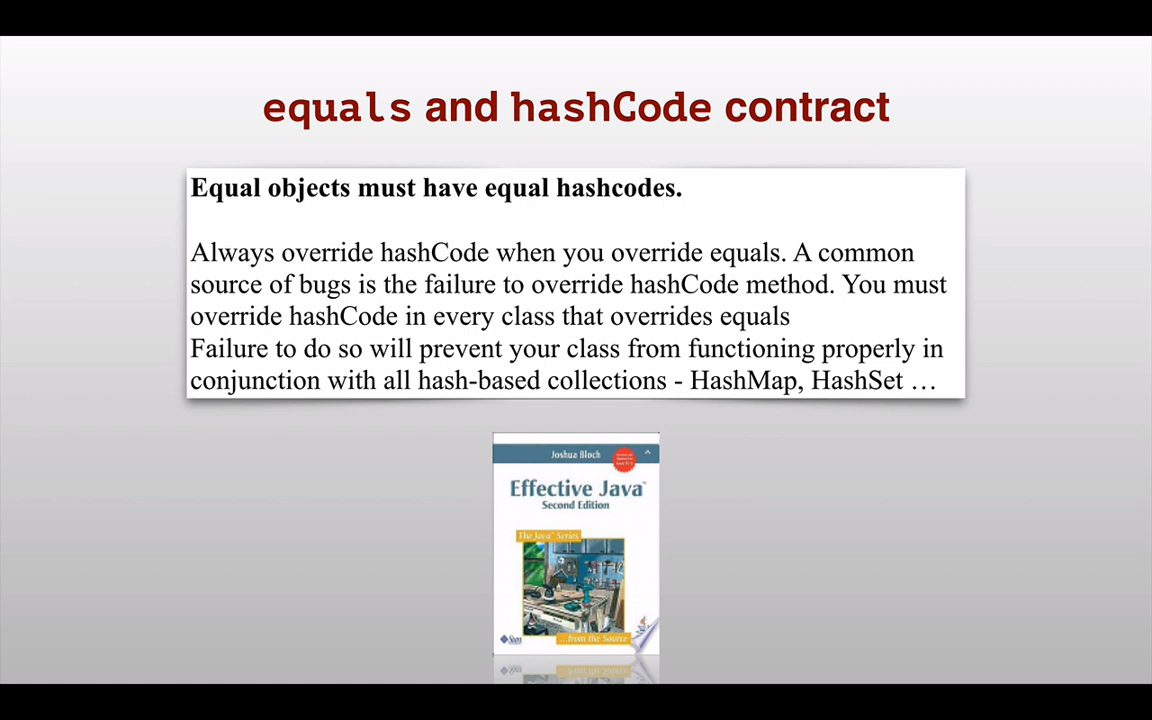 equals and hashCode contract
Equal objects must have equal hashcodes.
Always override hashCode when you override equals. A common
source of bugs is the failure to override hashCode method. You must
override hashCode in every class that overrides equals
Failure to do so will prevent your class from functioning properly in
conjunction with all hash-based collections - HashMap, HashSet …
Joshua Bloch
Effective Java™
Second Edition
The Java™ Series
Sun
...from the Source